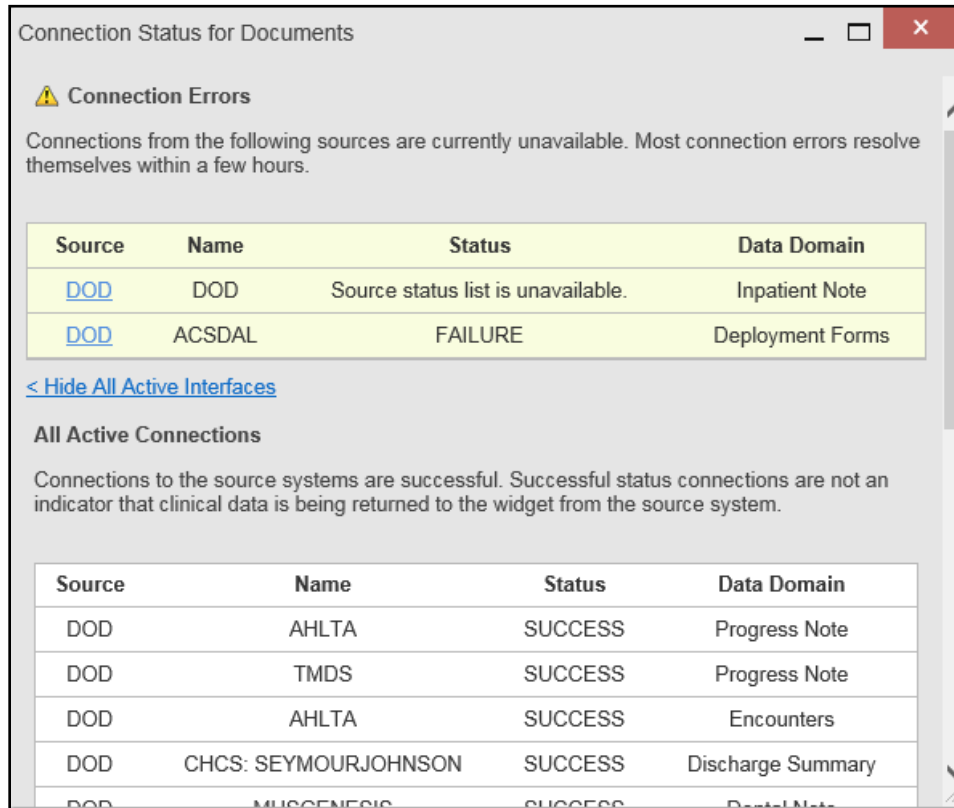 Connection Status for Documents
Connection Errors
Connections from the following sources are currently unavailable. Most connection errors resolve
themselves within a few hours.
Source Name Status Data Domain
DOD DOD Source status list is unavailable. Inpatient Note
DOD ACSDAL FAILURE Deployment Forms
< Hide All Active Interfaces
All Active Connections
Connections to the source systems are successful. Successful status connections are not an
indicator that clinical data is being returned to the widget from the source system.
Source Name Status Data Domain
DOD AHLTA SUCCESS Progress Note
DOD TMDS SUCCESS Progress Note
DOD AHLTA SUCCESS Encounters
DOD CHCS: SEYMOURJOHNSON SUCCESS Discharge Summary
DOD SUCCESS Dental Note